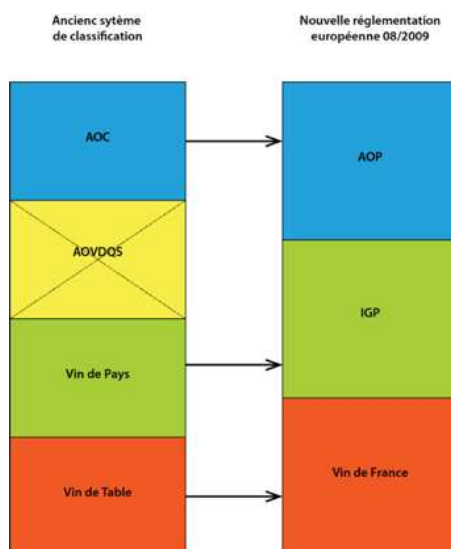 Ancienc sytème
de classification
Nouvelle réglementation
européenne 08/2009
AOC
AOVDQS
Vin de Pays
Vin de Table
AOP
IGP
Vin de France